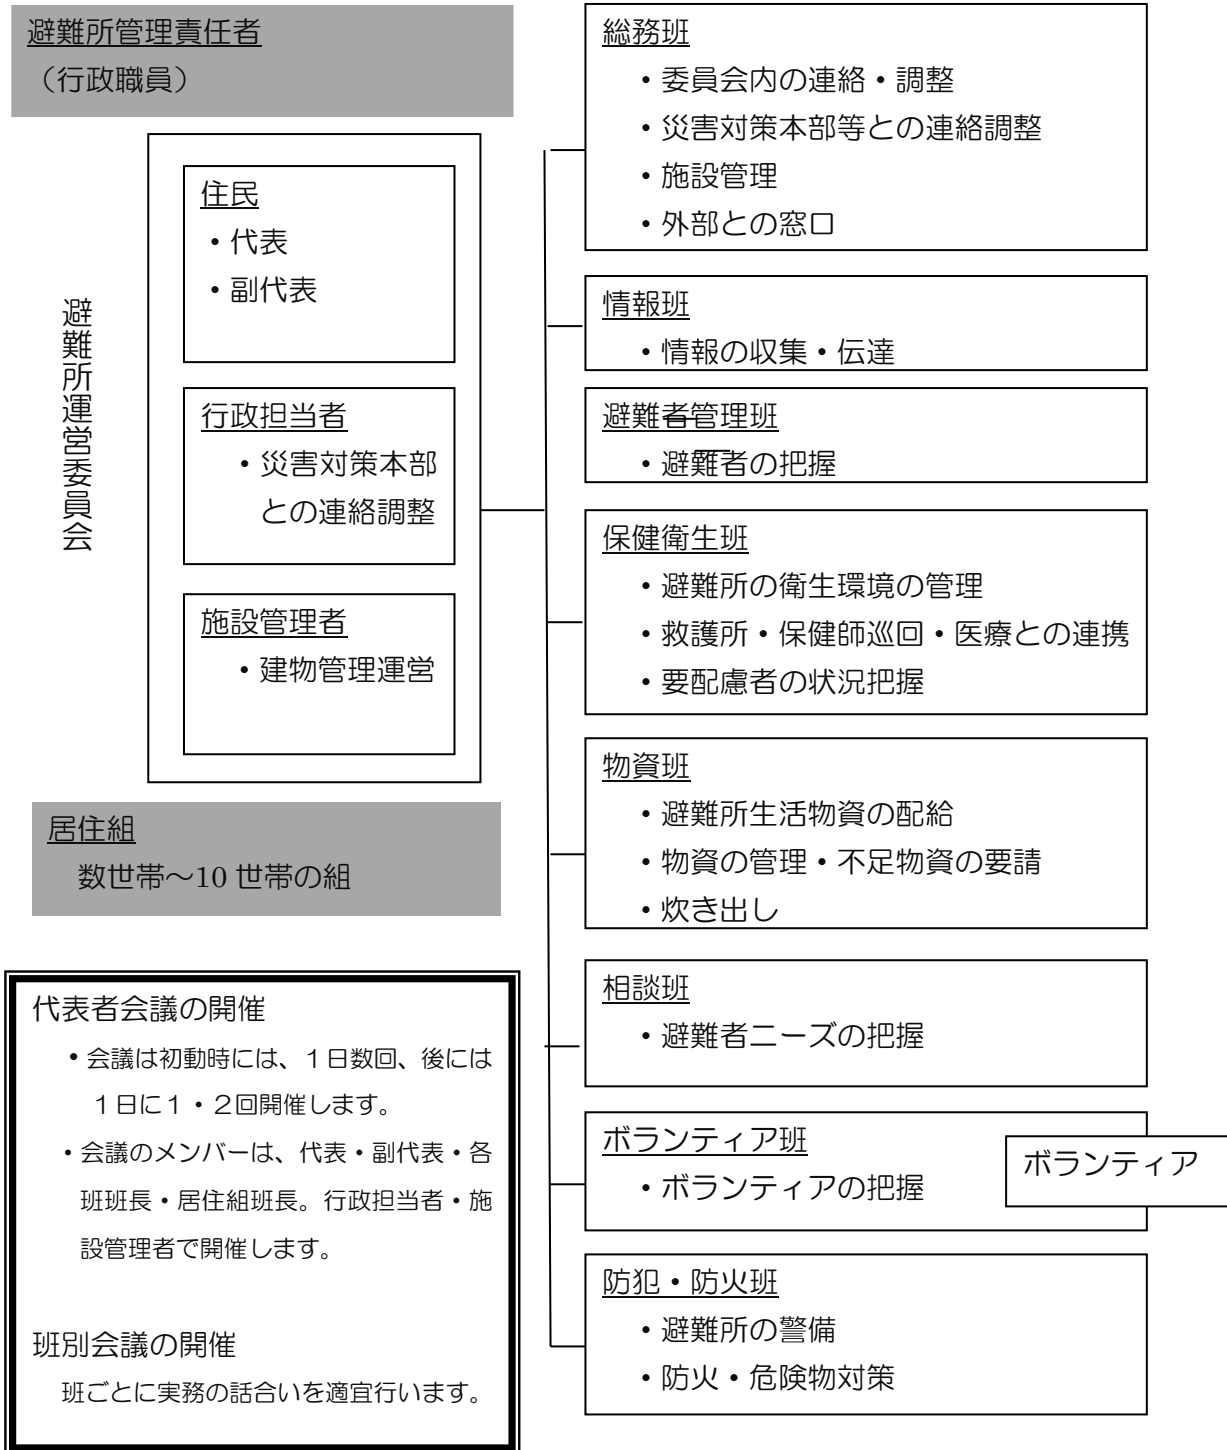 避難所管理責任者
（行政職員）
避難所運営委員会
住民
・代表
・副代表
行政担当者
・災害対策本部
との連絡調整
施設管理者
・建物管理運営
居住組
数世帯～10 世帯の組
代表者会議の開催
・会議は初動時には、１日数回、後には
１日に１・２回開催します。
・会議のメンバーは、代表・副代表・各
班班長・居住組班長。行政担当者・施
設管理者で開催します。
班別会議の開催
班ごとに実務の話合いを適宜行います。
総務班
・委員会内の連絡・調整
・災害対策本部等との連絡調整
・施設管理
・外部との窓口
情報班
・情報の収集・伝達
避難者管理班
・避難者の把握
保健衛生班
・避難所の衛生環境の管理
・救護所・保健師巡回・医療との連携
・要配慮者の状況把握
物資班
・避難所生活物資の配給
・物資の管理・不足物資の要請
・炊き出し
相談班
・避難者ニーズの把握
ボランティア班
・ボランティアの把握
ボランティア
防犯・防火班
・避難所の警備
・防火・危険物対策